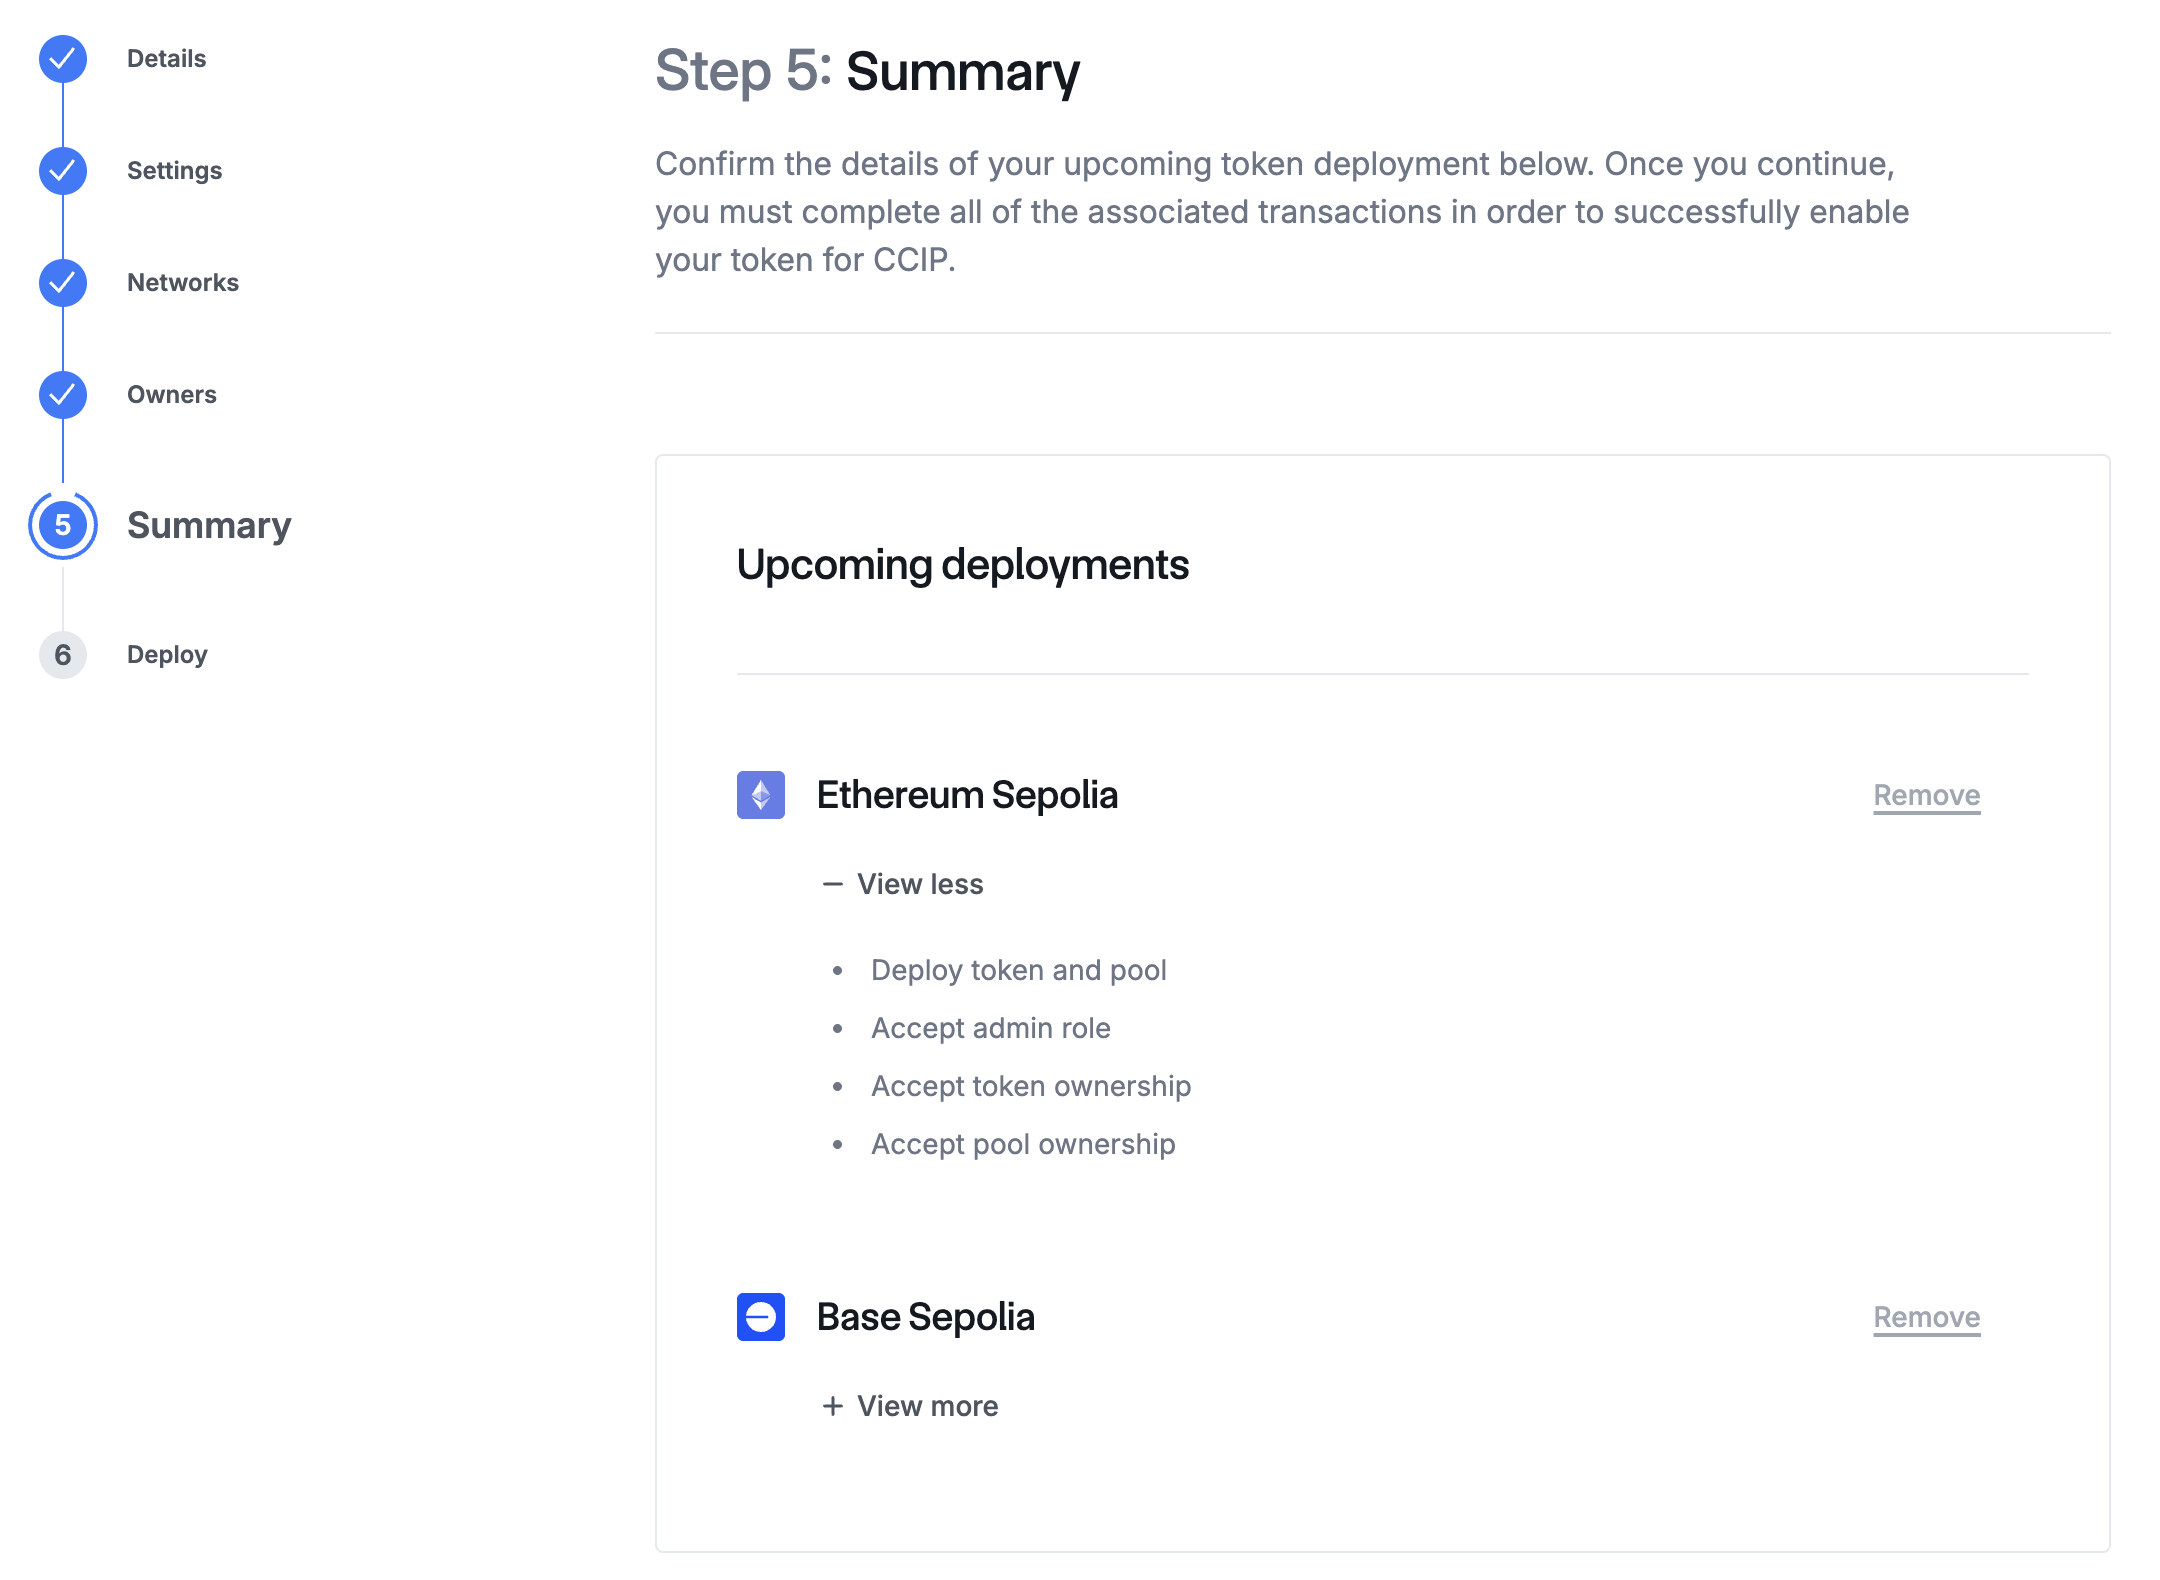 Details
Settings
Networks
Owners
5 Summary
6 Deploy
Step 5: Summary
Confirm the details of your upcoming token deployment below. Once you continue,
you must complete all of the associated transactions in order to successfully enable
your token for CCIP.
Upcoming deployments
Ethereum Sepolia
Remove
− View less
• Deploy token and pool
• Accept admin role
• Accept token ownership
• Accept pool ownership
Base Sepolia
Remove
+ View more